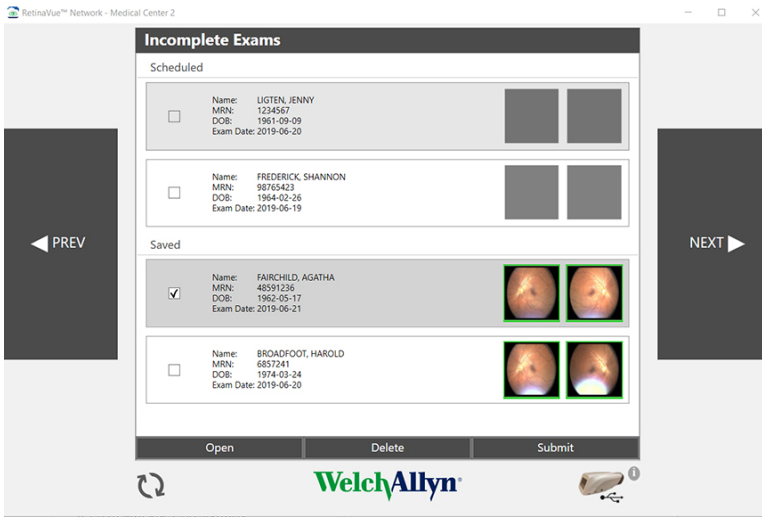 RetinaVue™ Network - Medical Center 2
Incomplete Exams
Scheduled
Name: LIGTEN, JENNY
MRN: 1234567
DOB: 1961-09-09
Exam Date: 2019-06-20
Name: FREDERICK, SHANNON
MRN: 98765423
DOB: 1964-02-26
Exam Date: 2019-06-19
PREV
NEXT
Saved
Name: FAIRCHILD, AGATHA
MRN: 48591236
DOB: 1962-05-17
Exam Date: 2019-06-21
Name: BROADFOOT, HAROLD
MRN: 6857241
DOB: 1974-03-24
Exam Date: 2019-06-20
Open Delete Submit
WelchAllyn®
i